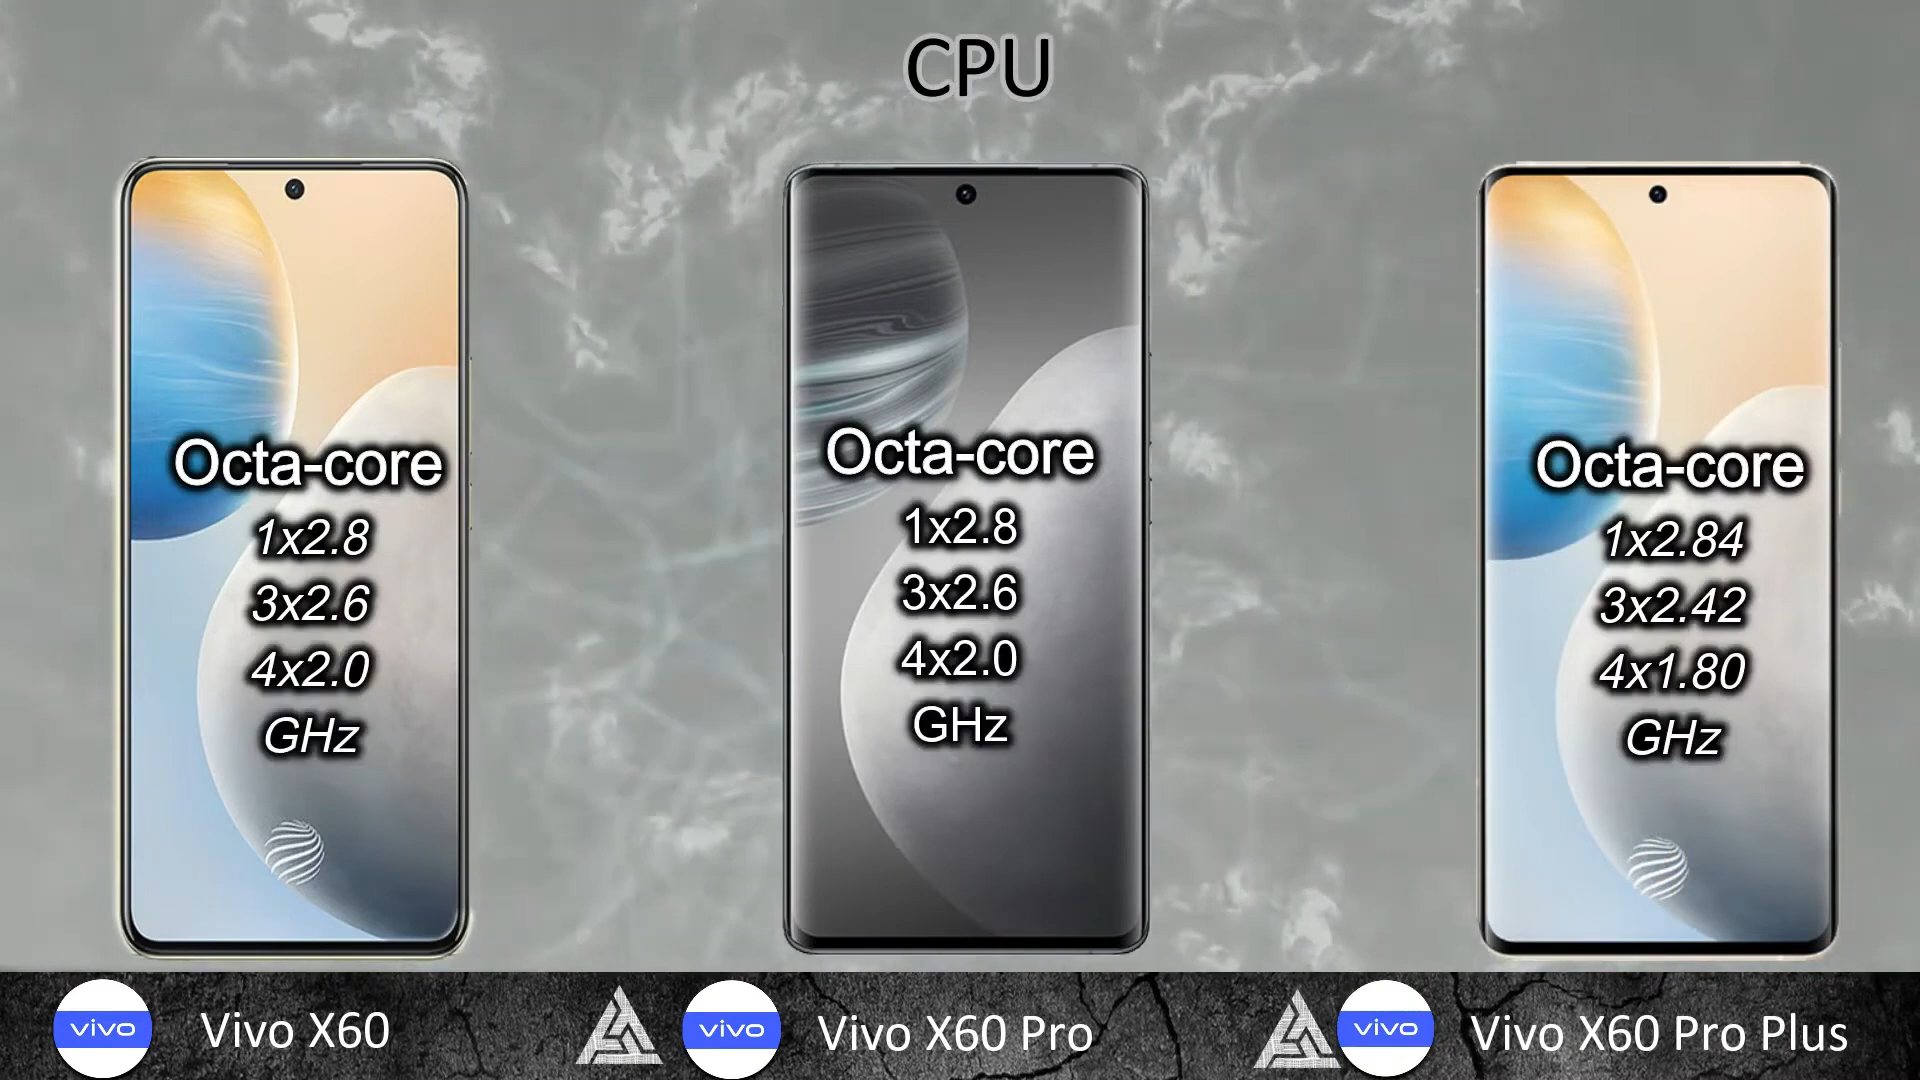 CPU
Octa-core
1x2.8
3x2.6
4x2.0
GHz
Octa-core
1x2.8
3x2.6
4x2.0
GHz
Octa-core
1x2.84
3x2.42
4x1.80
GHz
vivo
Vivo X60
vivo
Vivo X60 Pro
vivo
Vivo X60 Pro Plus